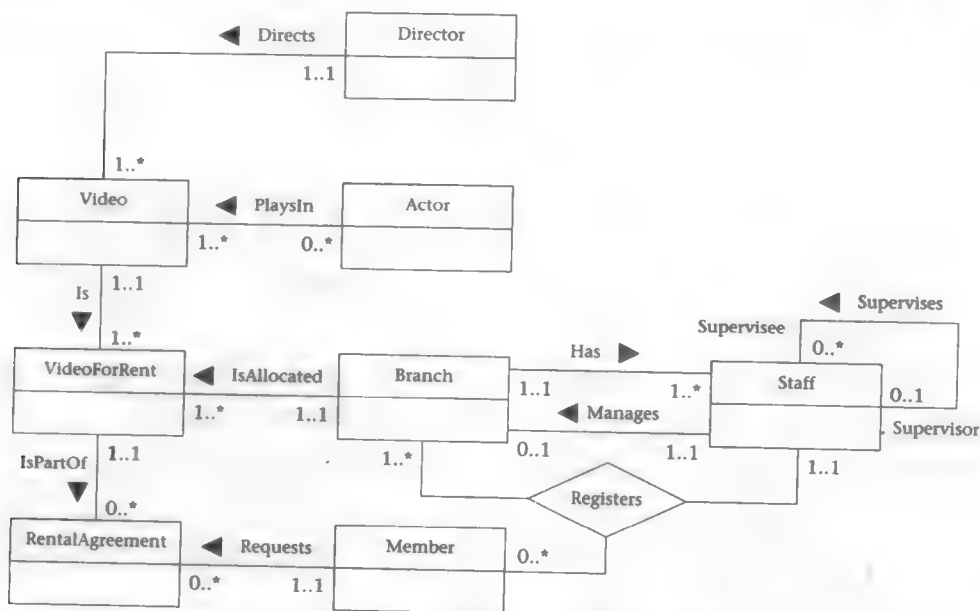 Directs
Director
1..1
1..*
Video
PlaysIn
Actor
1..*
0..*
1..1
Is
Supervises
Supervisee
1..*
Has
0..*
VideoForRent
IsAllocated
Branch
Staff
1..1
1..*
0..1
1..*
1..1
Manages
Supervisor
1..1
0..1
1..1
1..1
IsPartOf
1..*
Registers
0..*
RentalAgreement
Requests
Member
0..*
0..*
1..1